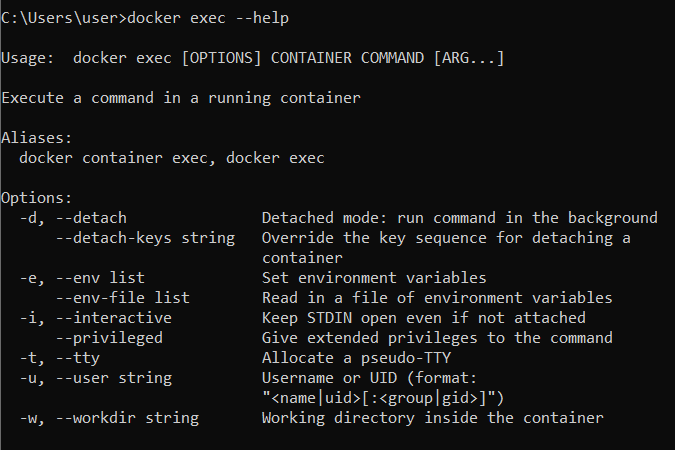 C:\Users\user>docker exec --help
Usage:  docker exec [OPTIONS] CONTAINER COMMAND [ARG...]
Execute a command in a running container
Aliases:
  docker container exec, docker exec
Options:
  -d, --detach               Detached mode: run command in the background
      --detach-keys string   Override the key sequence for detaching a
                             container
  -e, --env list             Set environment variables
      --env-file list        Read in a file of environment variables
  -i, --interactive          Keep STDIN open even if not attached
      --privileged           Give extended privileges to the command
  -t, --tty                  Allocate a pseudo-TTY
  -u, --user string          Username or UID (format:
                             "<name|uid>[:<group|gid>]")
  -w, --workdir string       Working directory inside the container